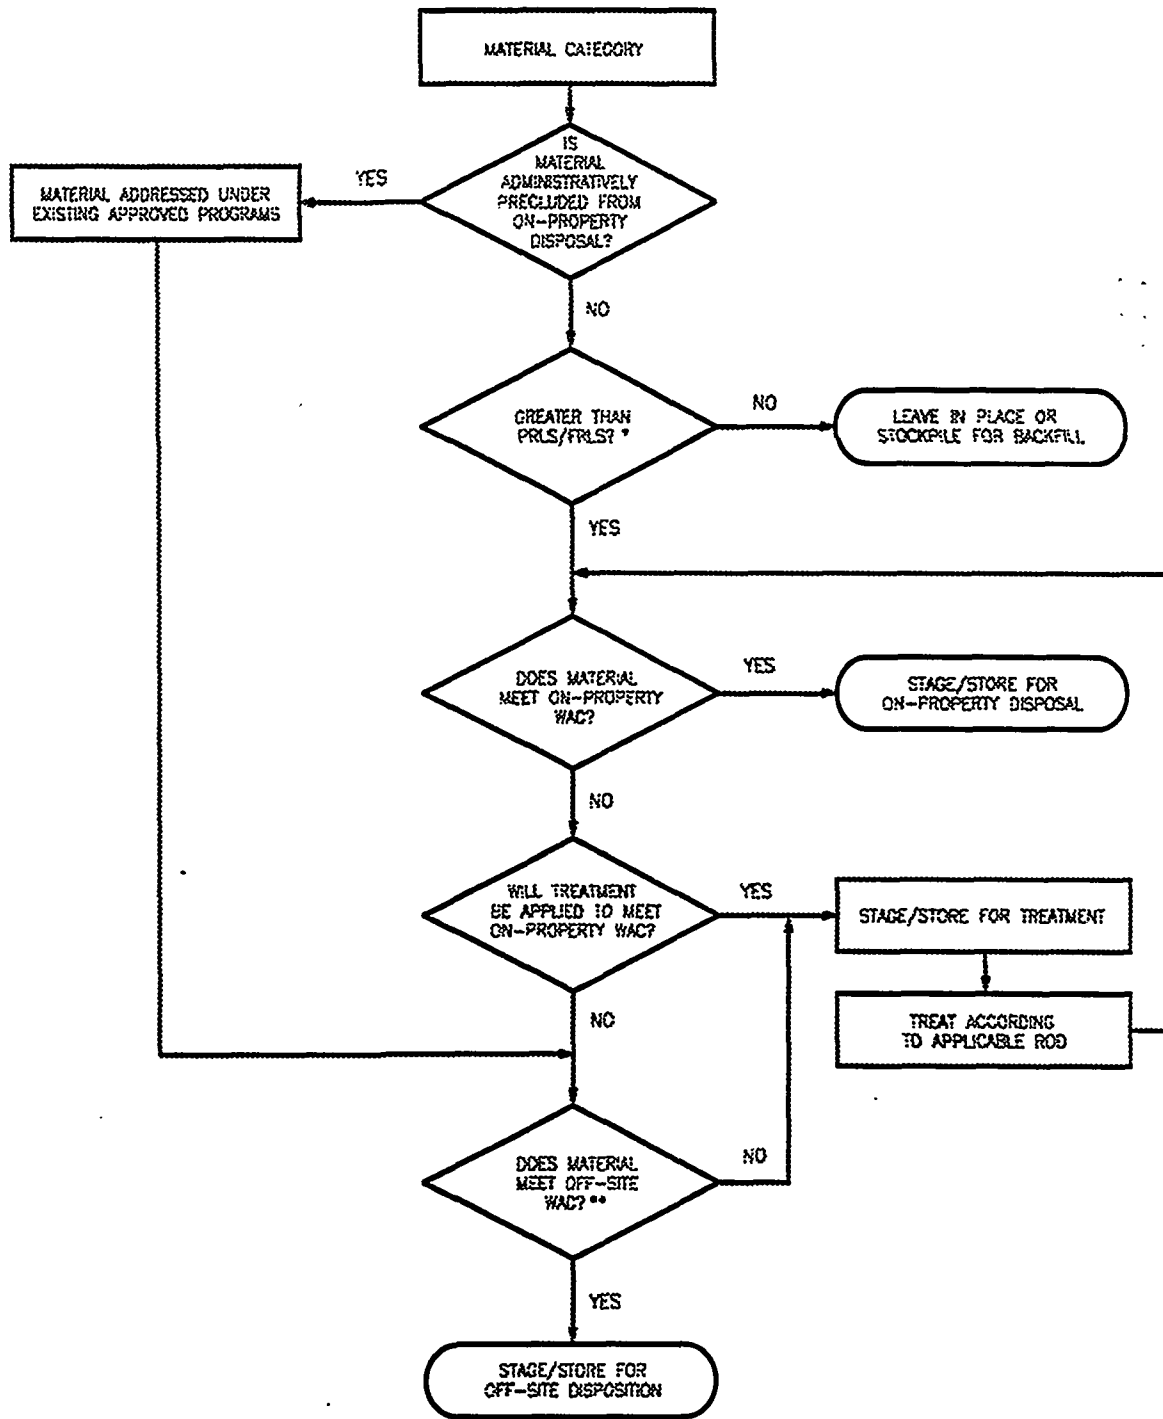 MATERIAL CATEGORY
IS
MATERIAL
ADMINISTRATIVELY
PRECLUDED FROM
ON-PROPERTY
DISPOSAL?
YES
MATERIAL ADDRESSED UNDER
EXISTING APPROVED PROGRAMS
NO
GREATER THAN
PRLS/FRLS? *
NO
LEAVE IN PLACE OR
STOCKPILE FOR BACKFILL
YES
DOES MATERIAL
MEET ON-PROPERTY
WAC?
YES
STAGE/STORE FOR
ON-PROPERTY DISPOSAL
NO
WILL TREATMENT
BE APPLIED TO MEET
ON-PROPERTY WAC?
YES
STAGE/STORE FOR TREATMENT
TREAT ACCORDING
TO APPLICABLE ROD
NO
DOES MATERIAL
MEET OFF-SITE
WAC? **
NO
YES
STAGE/STORE FOR
OFF-SITE DISPOSITION